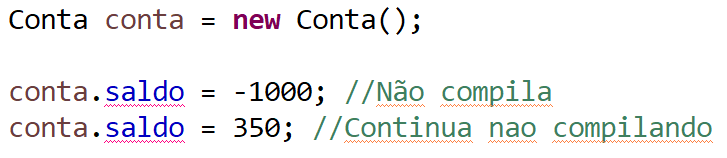 Conta conta = new Conta();
conta.saldo = -1000; //Não compila
conta.saldo = 350; //Continua nao compilando